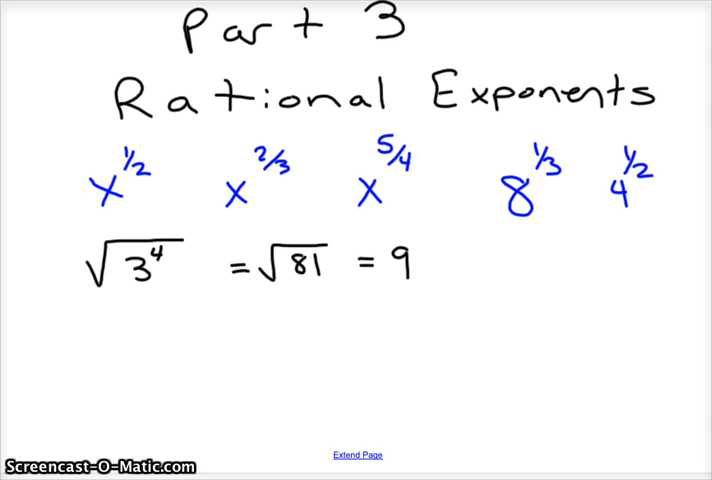 Part 3
Rational Exponents
x^1/2 x^2/3 x^5/4 8^1/3 4^1/2
√3^4 = √81 = 9
Extend Page
Screencast-O-Matic.com